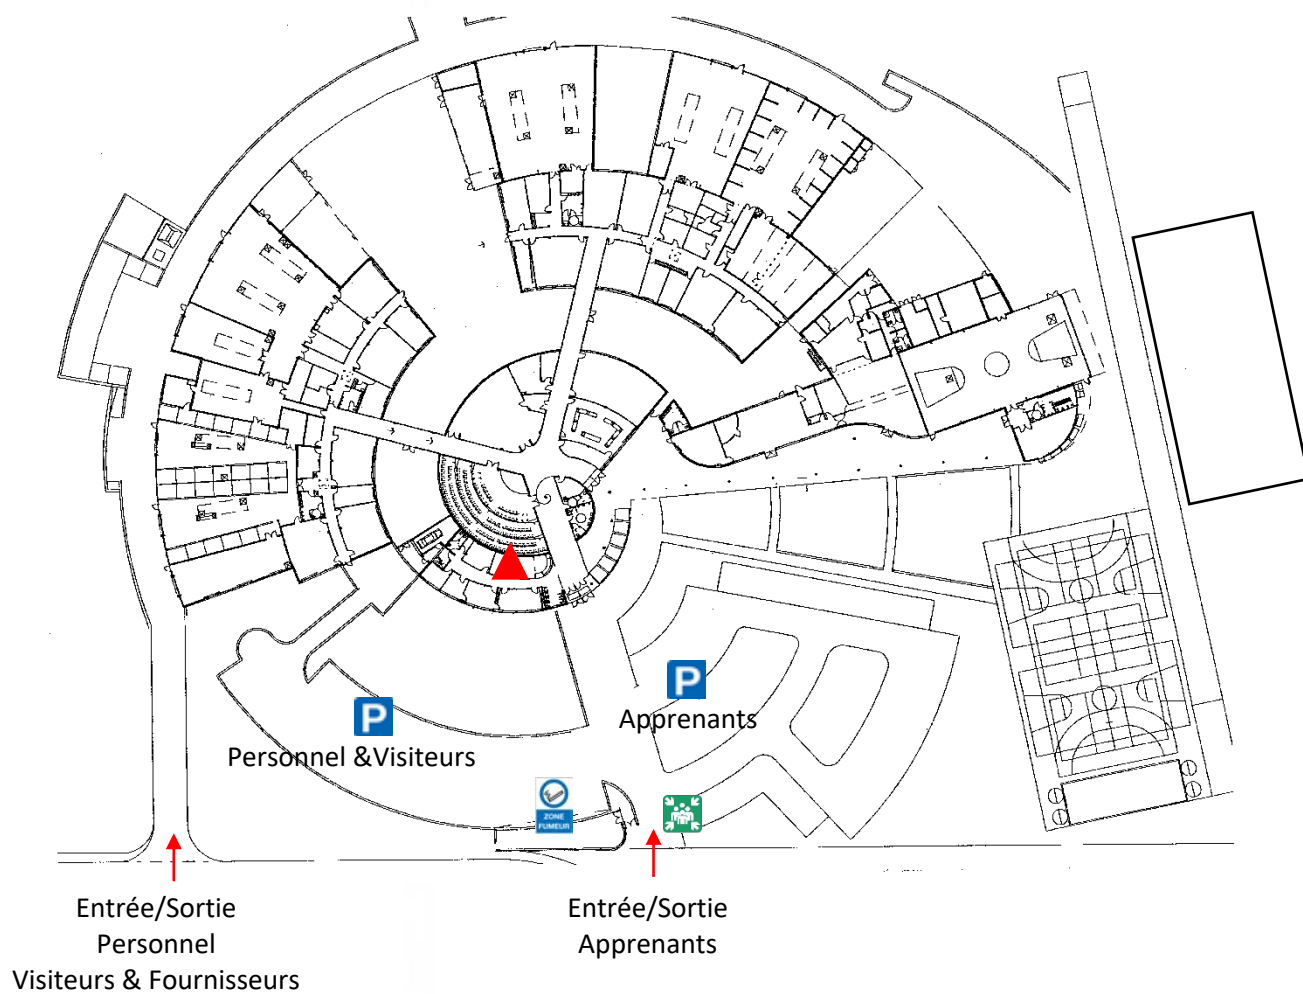 P
Apprenants
P
Personnel &Visiteurs
ZONE
FUMEUR
Entrée/Sortie
Personnel
Visiteurs & Fournisseurs
Entrée/Sortie
Apprenants